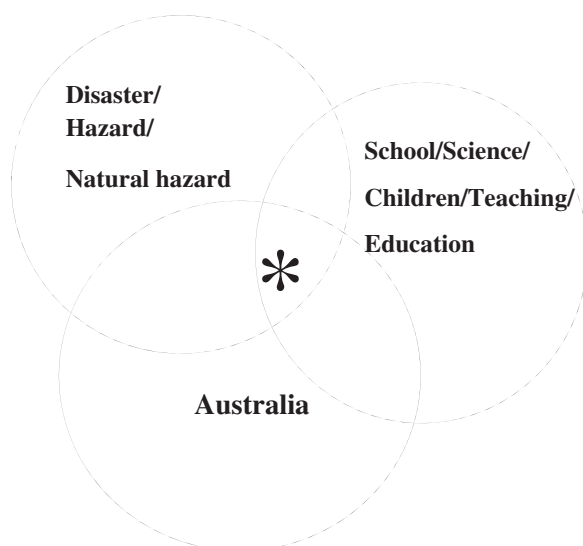 Disaster/
Hazard/
Natural hazard
School/Science/
Children/Teaching/
Education
*
Australia